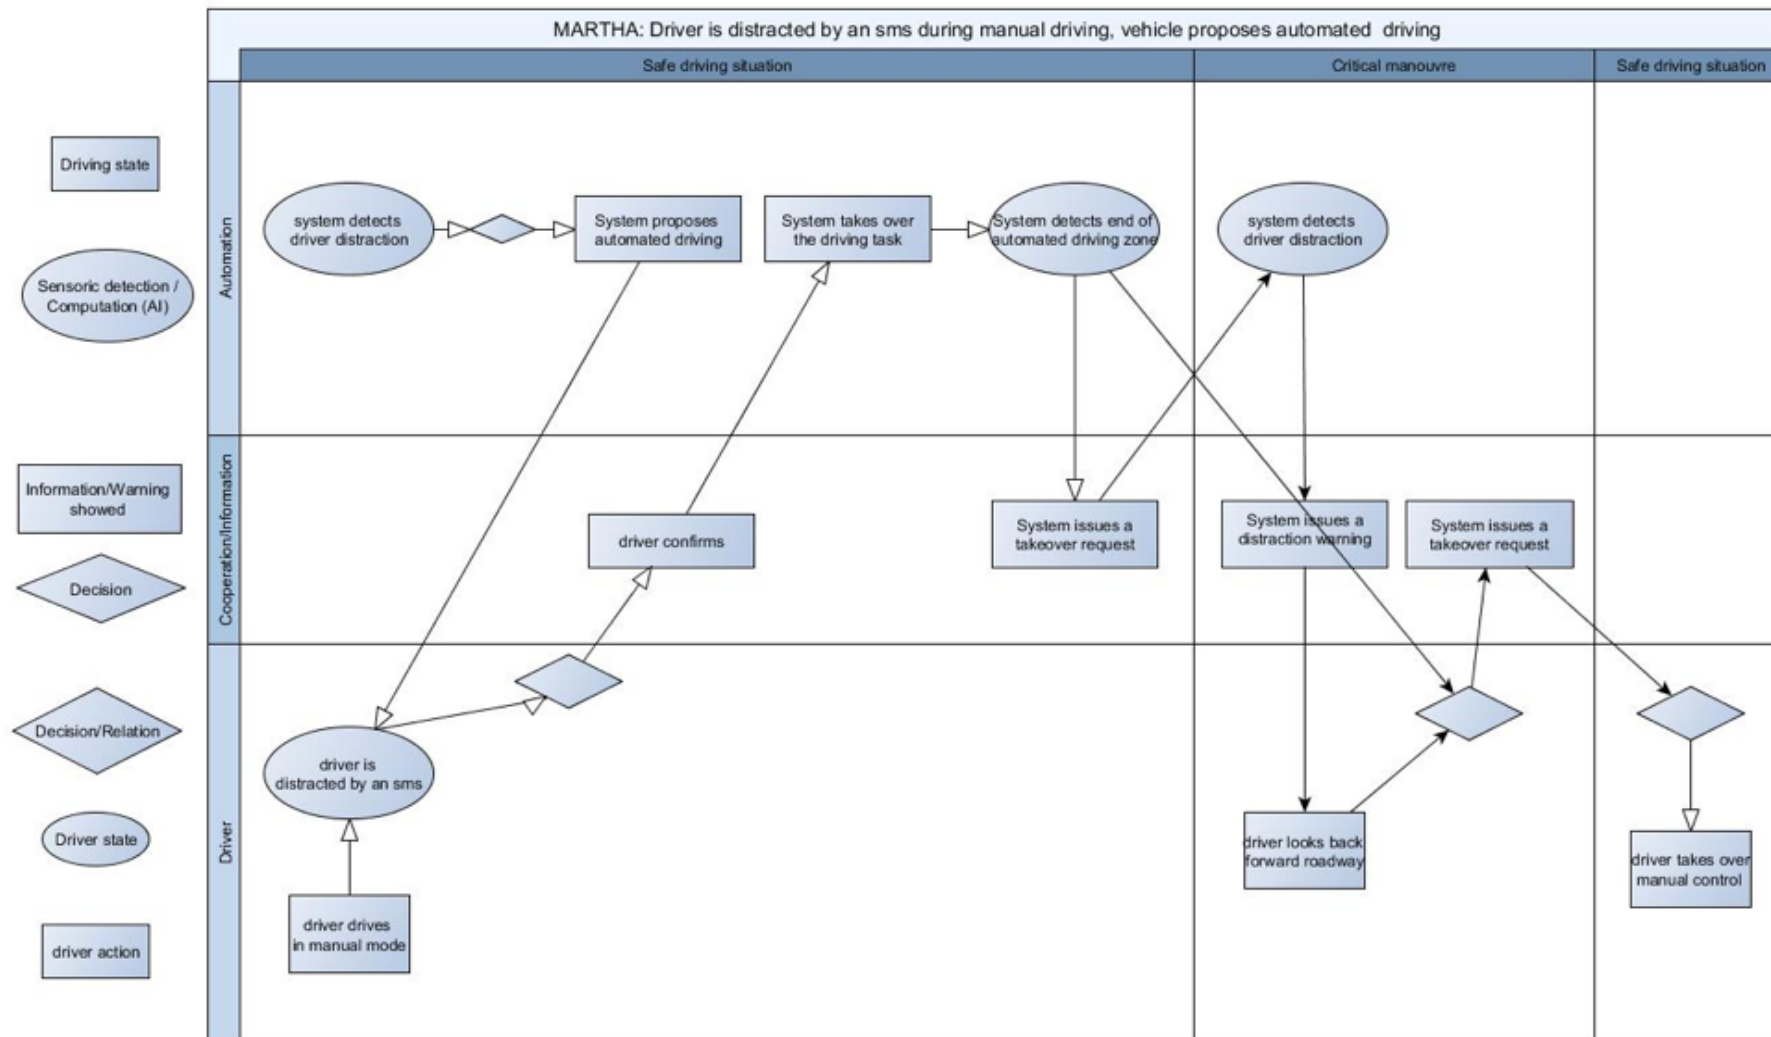 MARTHA: Driver is distracted by an sms during manual driving, vehicle proposes automated driving
Safe driving situation
Critical manouvre
Safe driving situation
Driving state
Sensoric detection /
Computation (AI)
Information/Warning
showed
Decision
Decision/Relation
Driver state
driver action
Automation
system detects
driver distraction
System proposes
automated driving
System takes over
the driving task
System detects end of
automated driving zone
system detects
driver distraction
Cooperation/Information
driver confirms
System issues a
takeover request
System issues a
distraction warning
System issues a
takeover request
Driver
driver is
distracted by an sms
driver drives
in manual mode
driver looks back
forward roadway
driver takes over
manual control